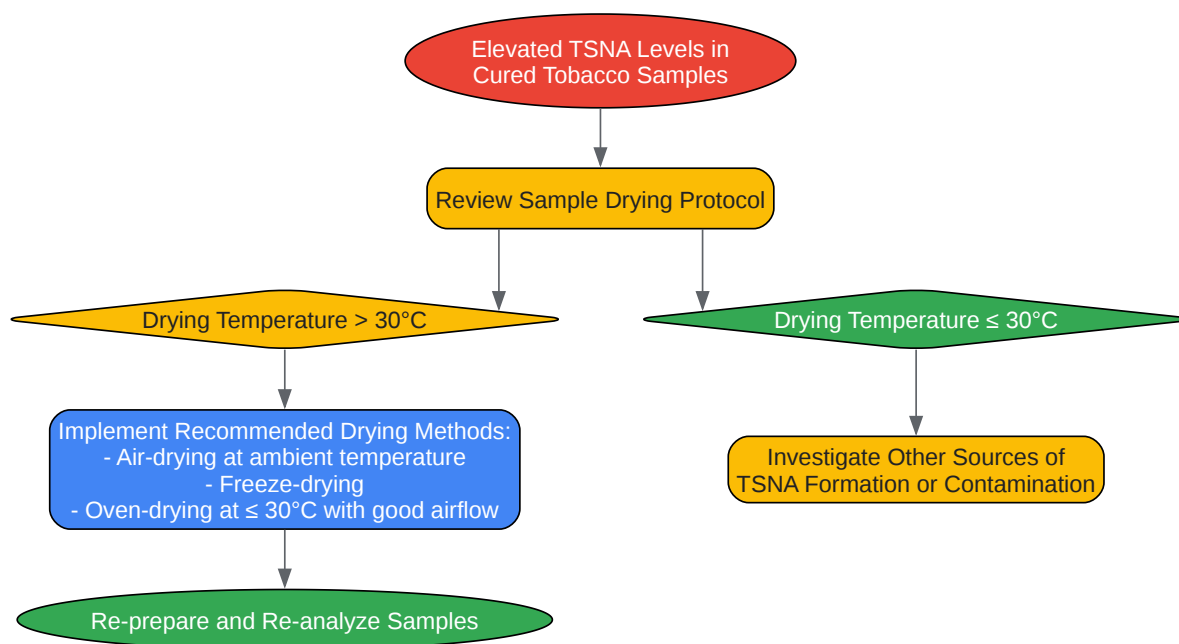 Elevated TSNA Levels in
Cured Tobacco Samples
Review Sample Drying Protocol
Drying Temperature > 30°C
Drying Temperature ≤ 30°C
Implement Recommended Drying Methods:
- Air-drying at ambient temperature
- Freeze-drying
- Oven-drying at ≤ 30°C with good airflow
Investigate Other Sources of
TSNA Formation or Contamination
Re-prepare and Re-analyze Samples